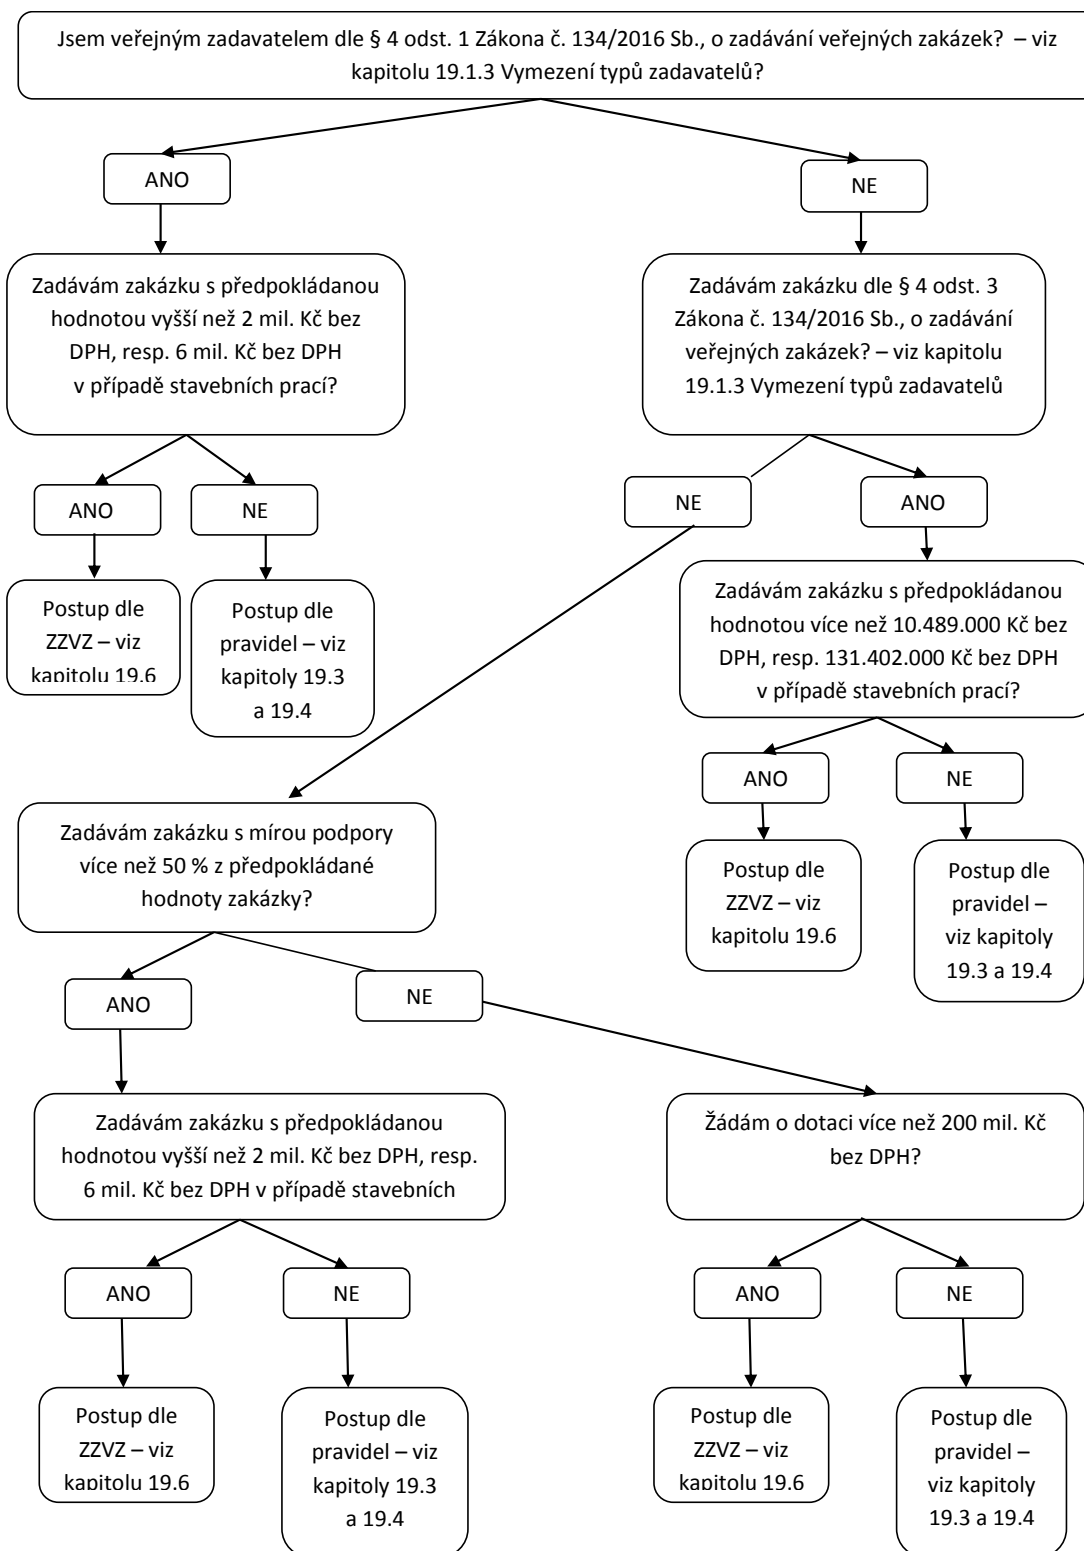 Jsem veřejným zadavatelem dle § 4 odst. 1 Zákona č. 134/2016 Sb., o zadávání veřejných zakázek? – viz
kapitolu 19.1.3 Vymezení typů zadavatelů?
ANO
NE
Zadávám zakázku s předpokládanou
hodnotou vyšší než 2 mil. Kč bez
DPH, resp. 6 mil. Kč bez DPH
v případě stavebních prací?
Zadávám zakázku dle § 4 odst. 3
Zákona č. 134/2016 Sb., o zadávání
veřejných zakázek? – viz kapitolu
19.1.3 Vymezení typů zadavatelů
ANO
NE
NE
ANO
Postup dle
ZZVZ – viz
kapitolu 19.6
Postup dle
pravidel – viz
kapitoly 19.3
a 19.4
Zadávám zakázku s předpokládanou
hodnotou více než 10.489.000 Kč bez
DPH, resp. 131.402.000 Kč bez DPH
v případě stavebních prací?
ANO
NE
Zadávám zakázku s mírou podpory
více než 50 % z předpokládané
hodnoty zakázky?
Postup dle
ZZVZ – viz
kapitolu 19.6
Postup dle
pravidel –
viz kapitoly
19.3 a 19.4
ANO
NE
Zadávám zakázku s předpokládanou
hodnotou vyšší než 2 mil. Kč bez DPH, resp.
6 mil. Kč bez DPH v případě stavebních
Žádám o dotaci více než 200 mil. Kč
bez DPH?
ANO
NE
ANO
NE
Postup dle
ZZVZ – viz
kapitolu 19.6
Postup dle
pravidel – viz
kapitoly 19.3
a 19.4
Postup dle
ZZVZ – viz
kapitolu 19.6
Postup dle
pravidel –
viz kapitoly
19.3 a 19.4